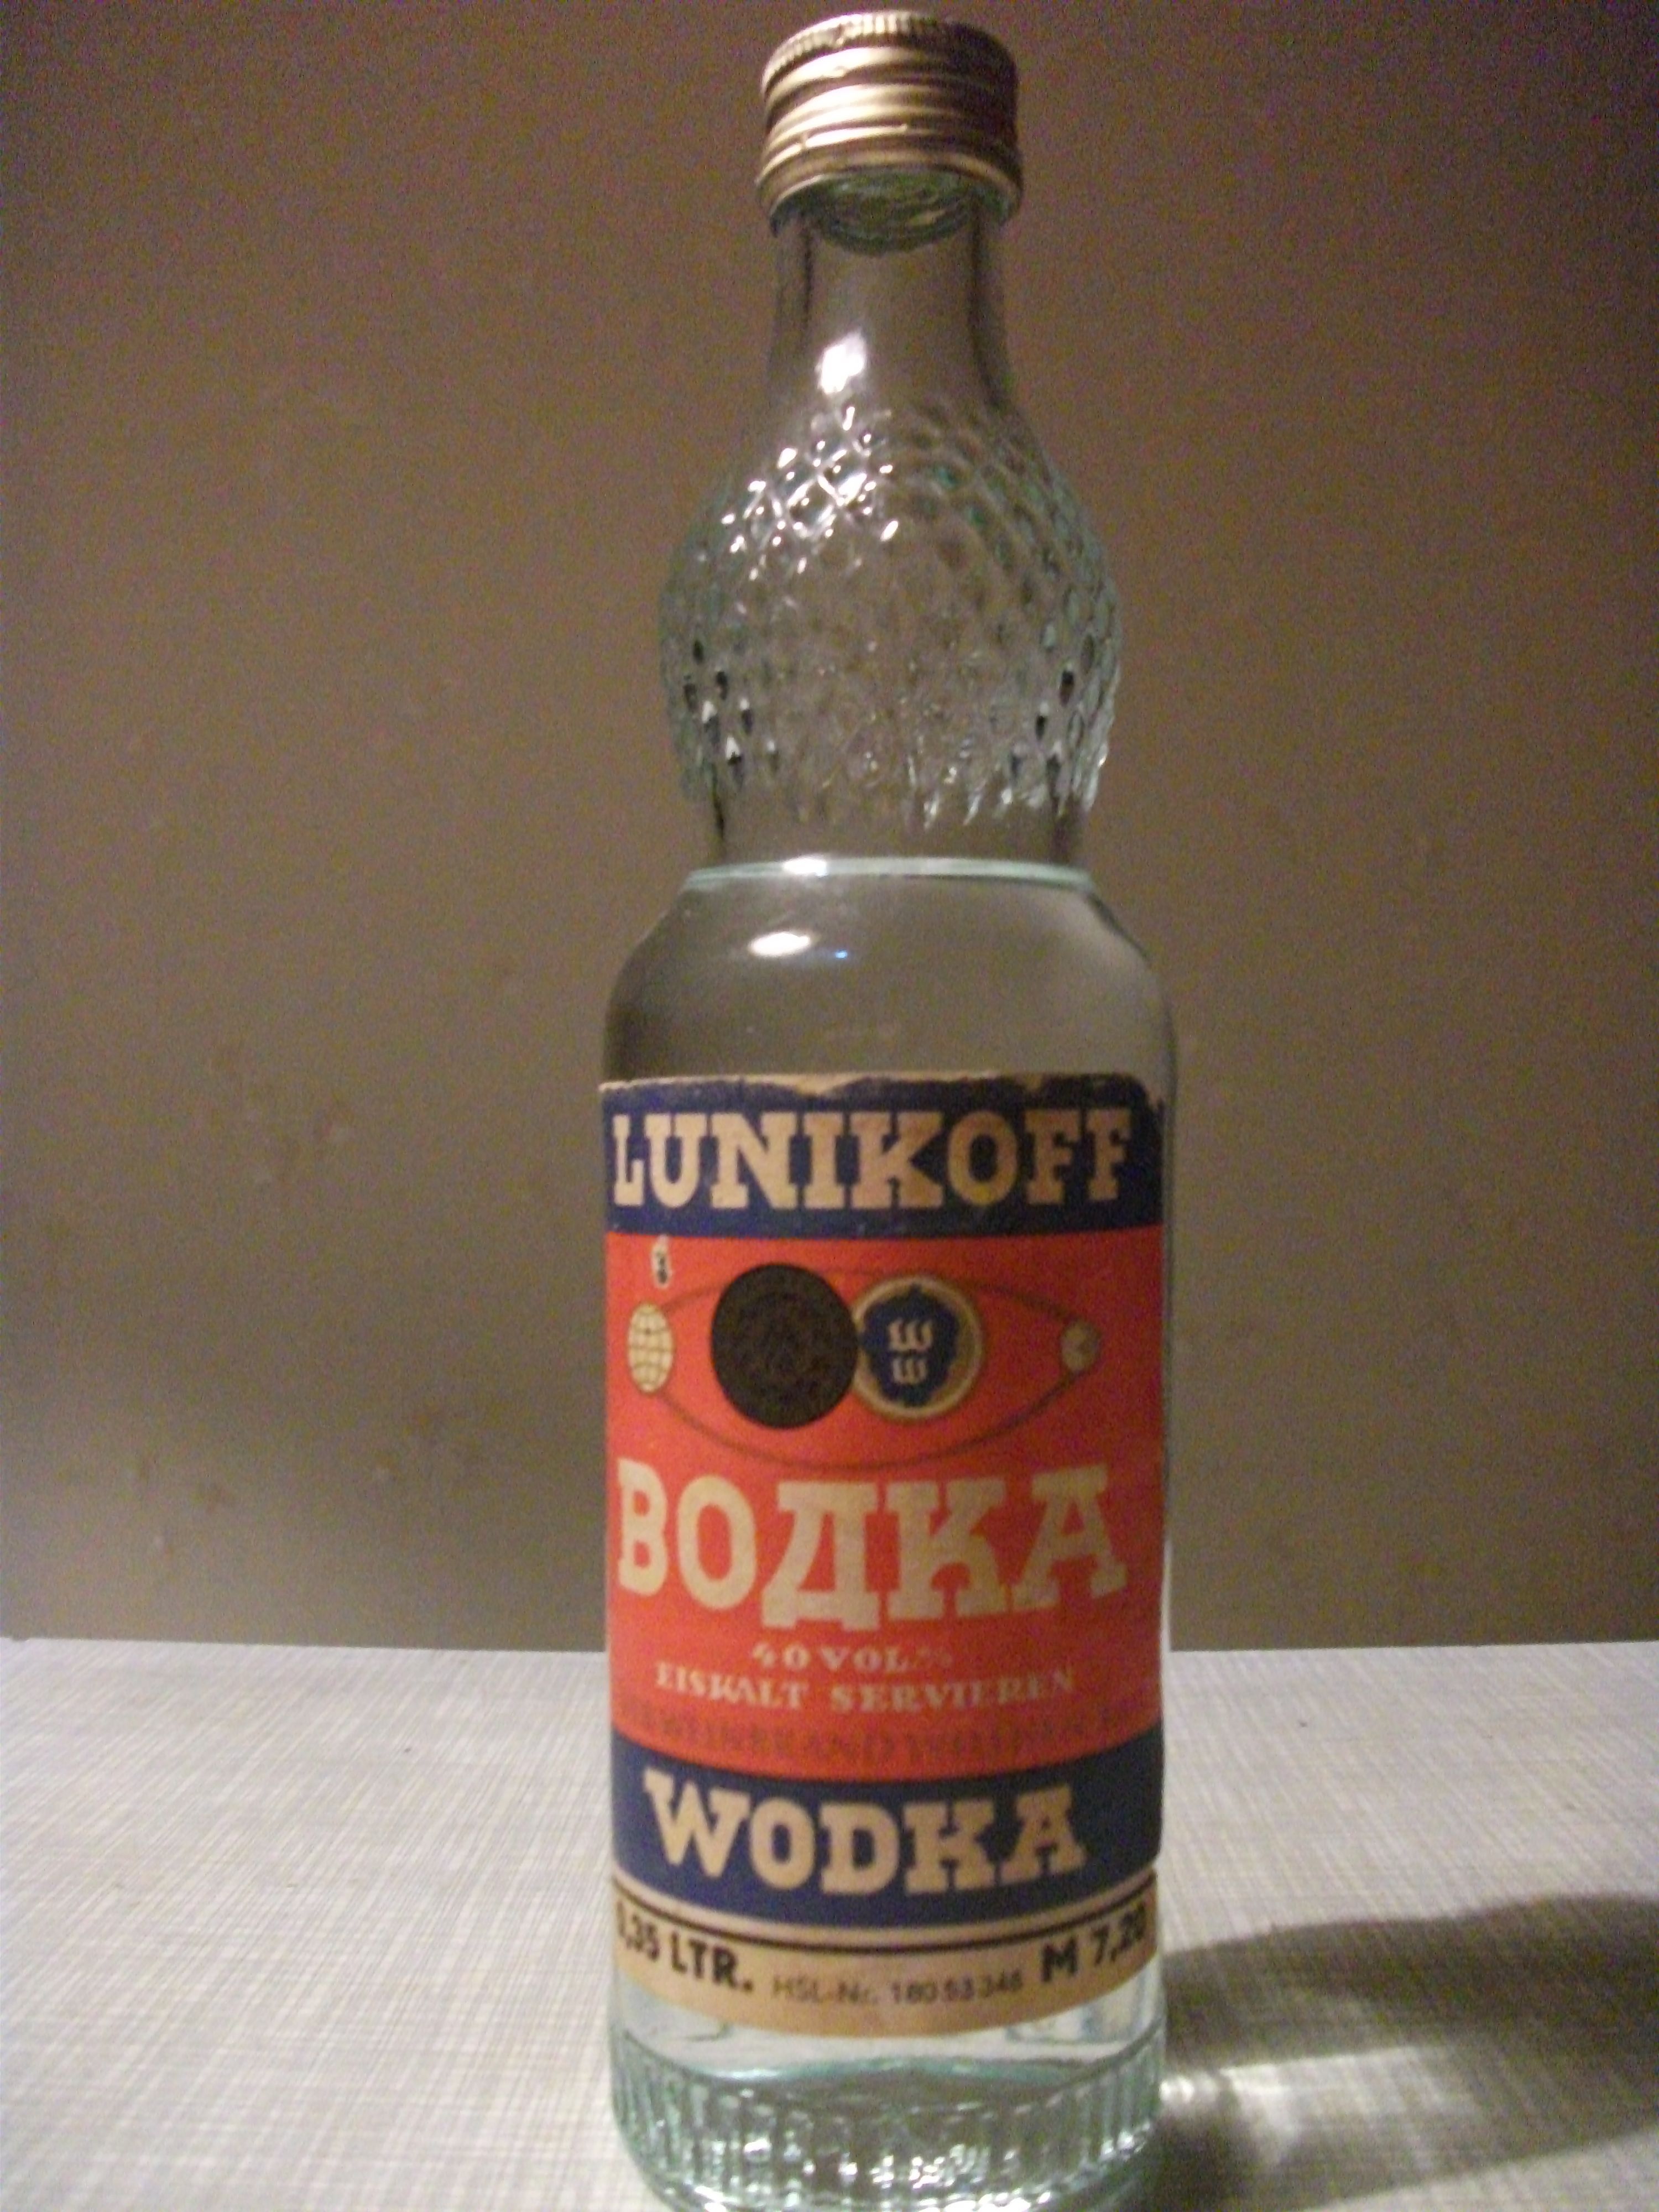 LUNIKOFF
W
W
ВОДКА
40 VOL.%
EISKALT SERVIEREN
WODKA
0,35 LTR. HSL-Nr. 180 53 346 M 7,20